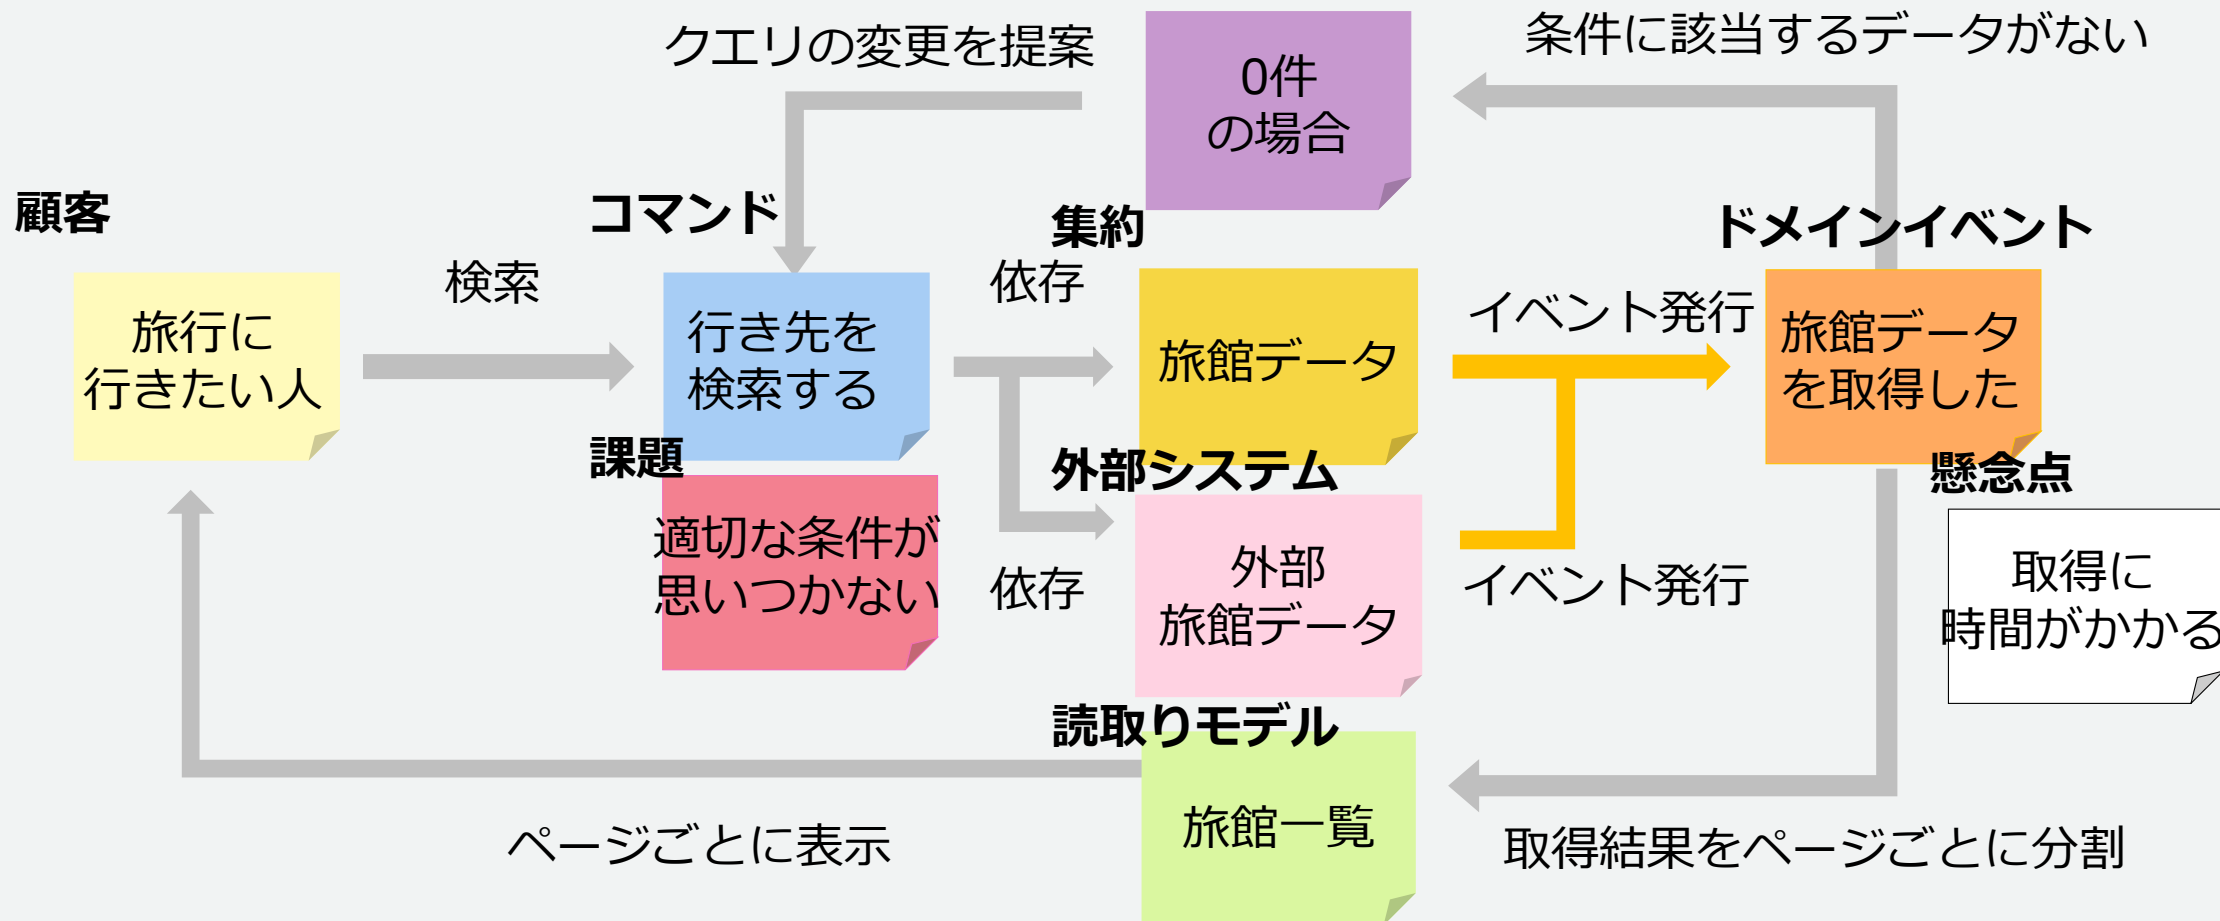 クエリの変更を提案
0件
の場合
条件に該当するデータがない
顧客
コマンド
集約
ドメインイベント
旅行に
行きたい人
検索
行き先を
検索する
依存
旅館データ
イベント発行
旅館データ
を取得した
課題
適切な条件が
思いつかない
依存
外部システム
外部
旅館データ
イベント発行
懸念点
取得に
時間がかかる
読取りモデル
旅館一覧
ページごとに表示
取得結果をページごとに分割